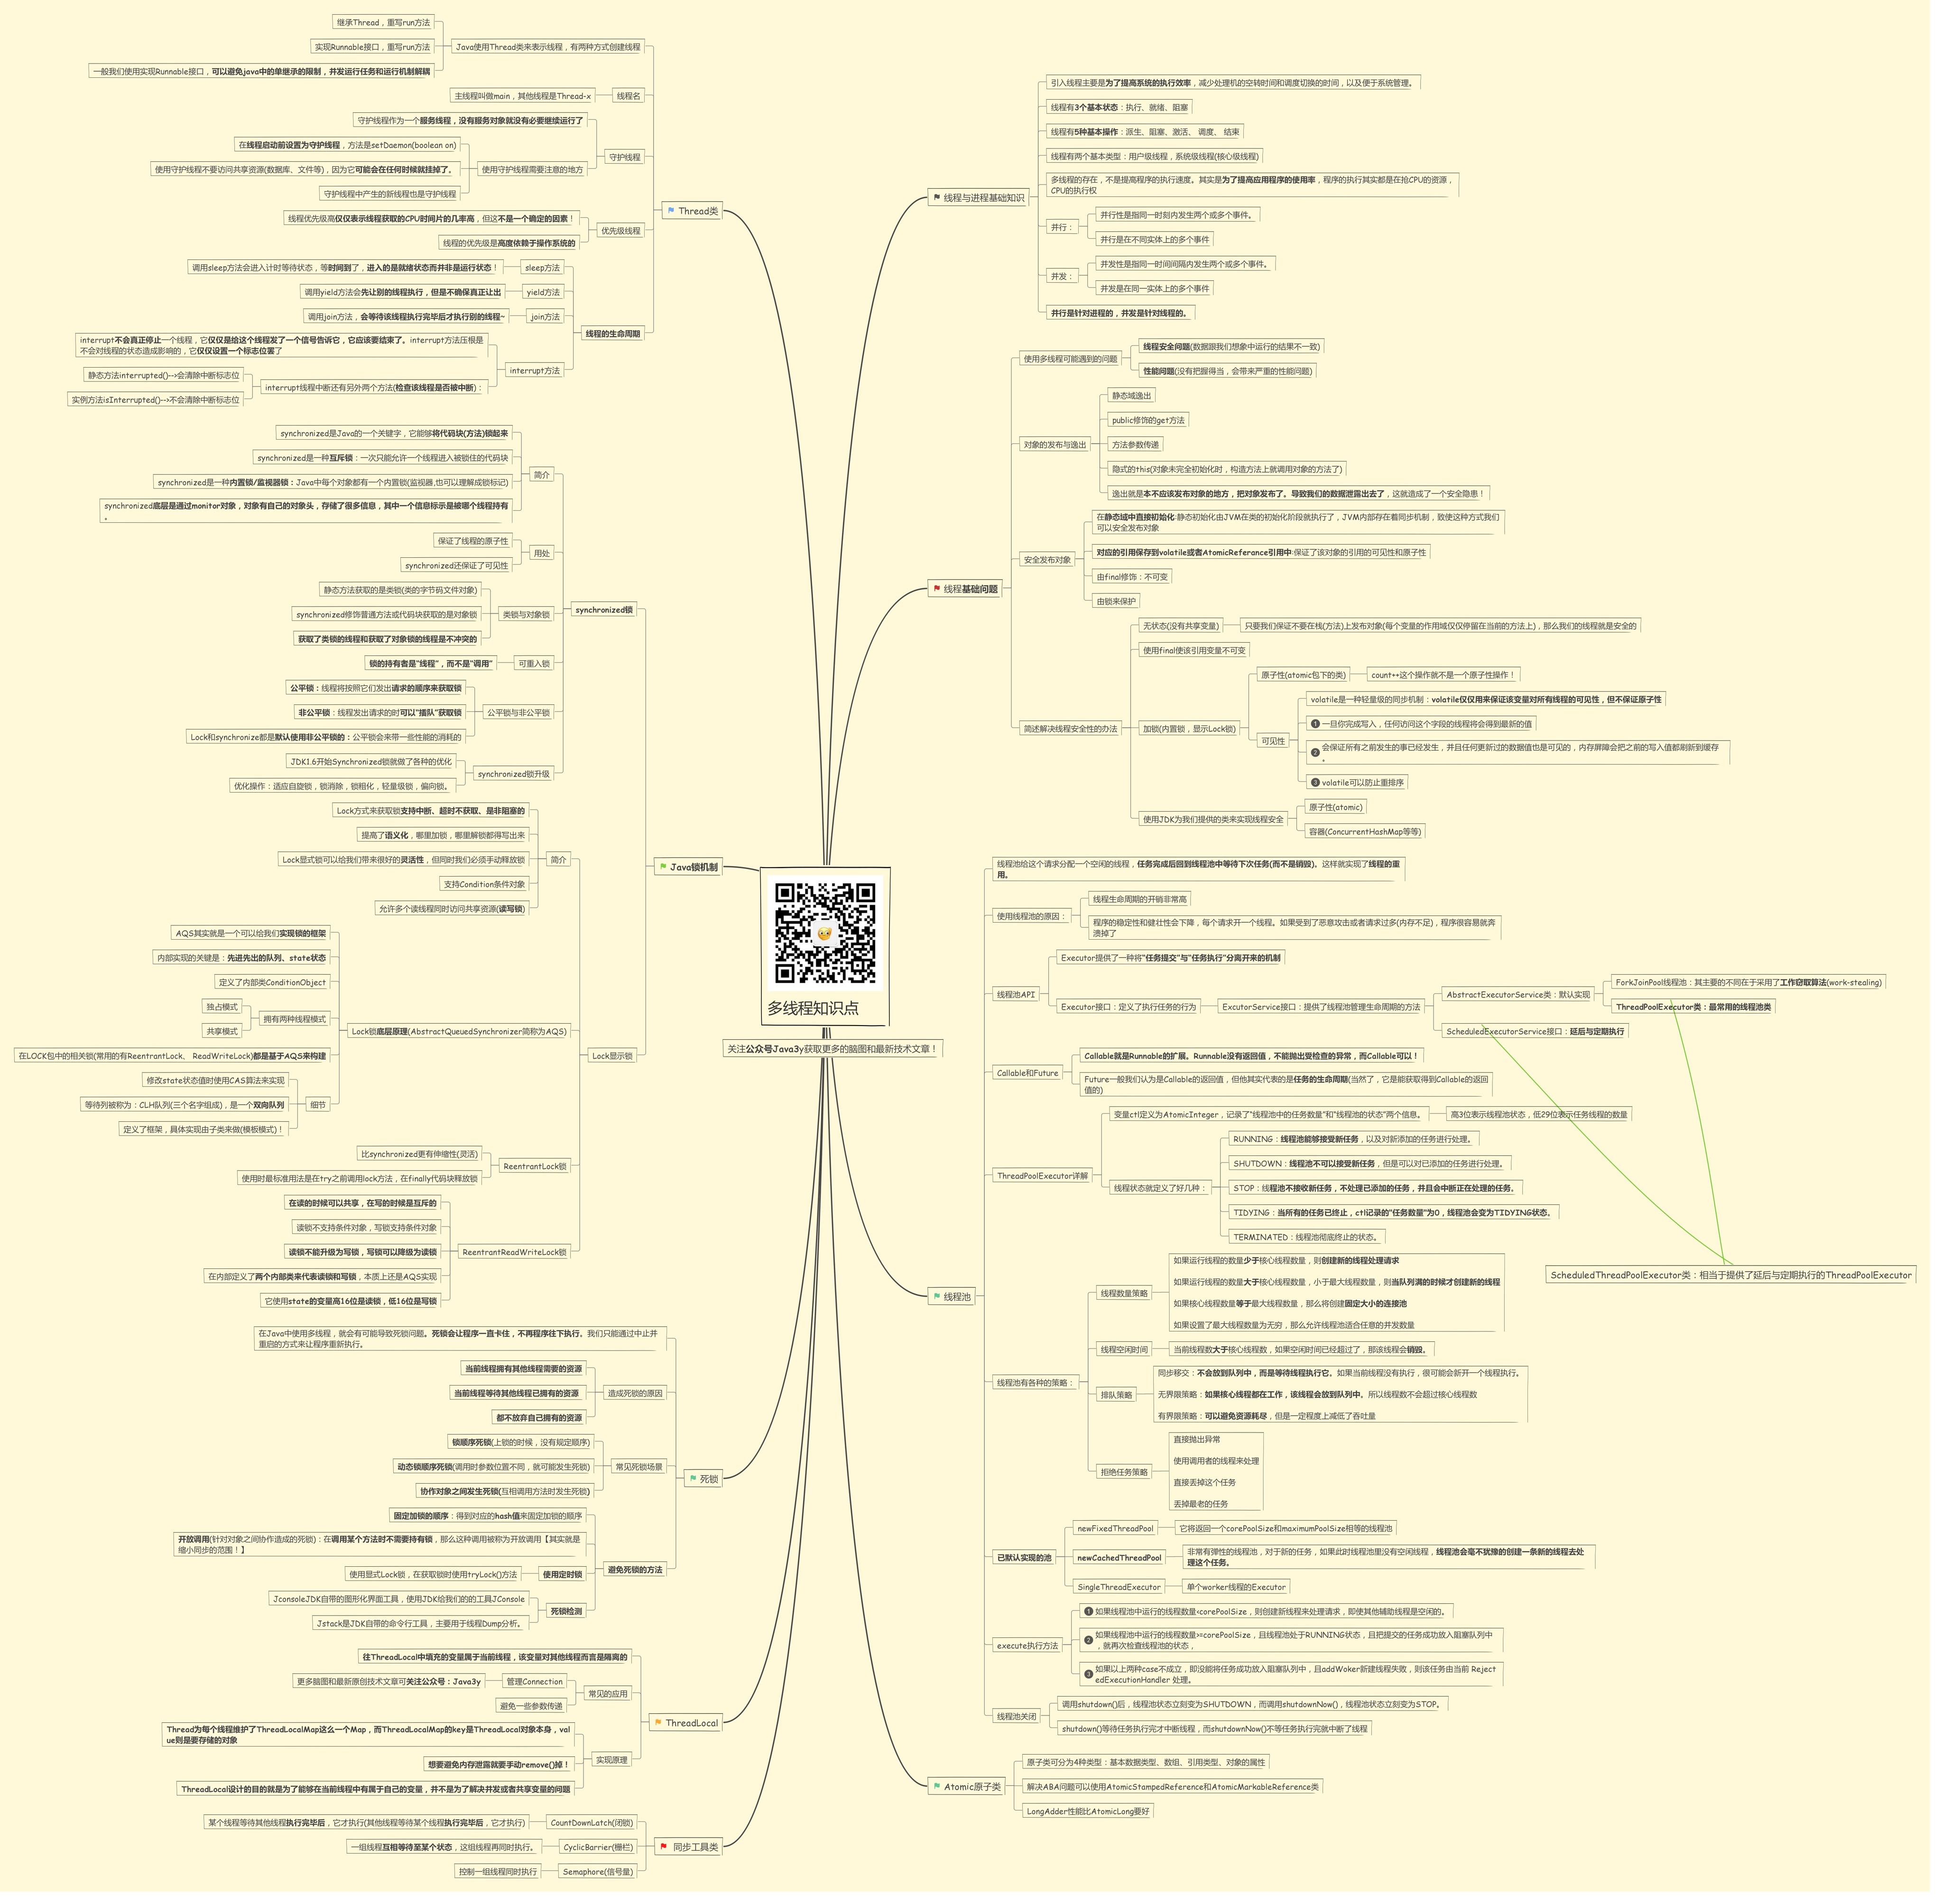 多线程知识点
关注公众号Java3y获取更多的脑图和最新技术文章！
线程与进程基础知识
引入线程主要是为了提高系统的执行效率，减少处理机的空转时间和调度切换的时间，以及便于系统管理。
线程有3个基本状态：执行、就绪、阻塞
线程有5种基本操作：派生、阻塞、激活、 调度、 结束
线程有两个基本类型：用户级线程，系统级线程(核心级线程)
多线程的存在，不是提高程序的执行速度。其实是为了提高应用程序的使用率，程序的执行其实都是在抢CPU的资源，
CPU的执行权
并行：
并行性是指同一时刻内发生两个或多个事件。
并行是在不同实体上的多个事件
并发：
并发性是指同一时间间隔内发生两个或多个事件。
并发是在同一实体上的多个事件
并行是针对进程的，并发是针对线程的。
线程基础问题
使用多线程可能遇到的问题
线程安全问题(数据跟我们想象中运行的结果不一致)
性能问题(没有把握得当，会带来严重的性能问题)
对象的发布与逸出
静态域逸出
public修饰的get方法
方法参数传递
隐式的this(对象未完全初始化时，构造方法上就调用对象的方法了)
逸出就是本不应该发布对象的地方，把对象发布了。导致我们的数据泄露出去了，这就造成了一个安全隐患！
安全发布对象
在静态域中直接初始化:静态初始化由JVM在类的初始化阶段就执行了，JVM内部存在着同步机制，致使这种方式我们
可以安全发布对象
对应的引用保存到volatile或者AtomicReferance引用中:保证了该对象的引用的可见性和原子性
由final修饰：不可变
由锁来保护
简述解决线程安全性的办法
无状态(没有共享变量)
只要我们保证不要在栈(方法)上发布对象(每个变量的作用域仅仅停留在当前的方法上)，那么我们的线程就是安全的
使用final使该引用变量不可变
加锁(内置锁，显示Lock锁)
原子性(atomic包下的类)
count++这个操作就不是一个原子性操作！
可见性
volatile是一种轻量级的同步机制：volatile仅仅用来保证该变量对所有线程的可见性，但不保证原子性
1 一旦你完成写入，任何访问这个字段的线程将会得到最新的值
2 会保证所有之前发生的事已经发生，并且任何更新过的数据值也是可见的，内存屏障会把之前的写入值都刷新到缓存
。
3 volatile可以防止重排序
使用JDK为我们提供的类来实现线程安全
原子性(atomic)
容器(ConcurrentHashMap等等)
线程池
线程池给这个请求分配一个空闲的线程，任务完成后回到线程池中等待下次任务(而不是销毁)。这样就实现了线程的重
用。
使用线程池的原因：
线程生命周期的开销非常高
程序的稳定性和健壮性会下降，每个请求开一个线程。如果受到了恶意攻击或者请求过多(内存不足)，程序很容易就奔
溃掉了
线程池API
Executor提供了一种将“任务提交”与“任务执行”分离开来的机制
Executor接口：定义了执行任务的行为
ExcutorService接口：提供了线程池管理生命周期的方法
AbstractExecutorService类：默认实现
ForkJoinPool线程池：其主要的不同在于采用了工作窃取算法(work-stealing)
ThreadPoolExecutor类：最常用的线程池类
ScheduledExecutorService接口：延后与定期执行
ScheduledThreadPoolExecutor类：相当于提供了延后与定期执行的ThreadPoolExecutor
Callable和Future
Callable就是Runnable的扩展。Runnable没有返回值，不能抛出受检查的异常，而Callable可以！
Future一般我们认为是Callable的返回值，但他其实代表的是任务的生命周期(当然了，它是能获取得到Callable的返回
值的)
ThreadPoolExecutor详解
变量ctl定义为AtomicInteger，记录了“线程池中的任务数量”和“线程池的状态”两个信息。
高3位表示线程池状态，低29位表示任务线程的数量
线程状态就定义了好几种：
RUNNING：线程池能够接受新任务，以及对新添加的任务进行处理。
SHUTDOWN：线程池不可以接受新任务，但是可以对已添加的任务进行处理。
STOP：线程池不接收新任务，不处理已添加的任务，并且会中断正在处理的任务。
TIDYING：当所有的任务已终止，ctl记录的“任务数量”为0，线程池会变为TIDYING状态。
TERMINATED：线程池彻底终止的状态。
线程池有各种的策略：
线程数量策略
如果运行线程的数量少于核心线程数量，则创建新的线程处理请求
如果运行线程的数量大于核心线程数量，小于最大线程数量，则当队列满的时候才创建新的线程
如果核心线程数量等于最大线程数量，那么将创建固定大小的连接池
如果设置了最大线程数量为无穷，那么允许线程池适合任意的并发数量
线程空闲时间
当前线程数大于核心线程数，如果空闲时间已经超过了，那该线程会销毁。
排队策略
同步移交：不会放到队列中，而是等待线程执行它。如果当前线程没有执行，很可能会新开一个线程执行。
无界限策略：如果核心线程都在工作，该线程会放到队列中。所以线程数不会超过核心线程数
有界限策略：可以避免资源耗尽，但是一定程度上减低了吞吐量
拒绝任务策略
直接抛出异常
使用调用者的线程来处理
直接丢掉这个任务
丢掉最老的任务
已默认实现的池
newFixedThreadPool
它将返回一个corePoolSize和maximumPoolSize相等的线程池
newCachedThreadPool
非常有弹性的线程池，对于新的任务，如果此时线程池里没有空闲线程，线程池会毫不犹豫的创建一条新的线程去处
理这个任务。
SingleThreadExecutor
单个worker线程的Executor
execute执行方法
1 如果线程池中运行的线程数量<corePoolSize，则创建新线程来处理请求，即使其他辅助线程是空闲的。
2 如果线程池中运行的线程数量>=corePoolSize，且线程池处于RUNNING状态，且把提交的任务成功放入阻塞队列中
，就再次检查线程池的状态，
3 如果以上两种case不成立，即没能将任务成功放入阻塞队列中，且addWoker新建线程失败，则该任务由当前 Reject
edExecutionHandler 处理。
线程池关闭
调用shutdown()后，线程池状态立刻变为SHUTDOWN，而调用shutdownNow()，线程池状态立刻变为STOP。
shutdown()等待任务执行完才中断线程，而shutdownNow()不等任务执行完就中断了线程
Atomic原子类
原子类可分为4种类型：基本数据类型、数组、引用类型、对象的属性
解决ABA问题可以使用AtomicStampedReference和AtomicMarkableReference类
LongAdder性能比AtomicLong要好
Thread类
Java使用Thread类来表示线程，有两种方式创建线程
继承Thread，重写run方法
实现Runnable接口，重写run方法
一般我们使用实现Runnable接口，可以避免java中的单继承的限制，并发运行任务和运行机制解耦
线程名
主线程叫做main，其他线程是Thread-x
守护线程
守护线程作为一个服务线程，没有服务对象就没有必要继续运行了
使用守护线程需要注意的地方
在线程启动前设置为守护线程，方法是setDaemon(boolean on)
使用守护线程不要访问共享资源(数据库、文件等)，因为它可能会在任何时候就挂掉了。
守护线程中产生的新线程也是守护线程
优先级线程
线程优先级高仅仅表示线程获取的CPU时间片的几率高，但这不是一个确定的因素！
线程的优先级是高度依赖于操作系统的
线程的生命周期
sleep方法
调用sleep方法会进入计时等待状态，等时间到了，进入的是就绪状态而并非是运行状态！
yield方法
调用yield方法会先让别的线程执行，但是不确保真正让出
join方法
调用join方法，会等待该线程执行完毕后才执行别的线程~
interrupt方法
interrupt不会真正停止一个线程，它仅仅是给这个线程发了一个信号告诉它，它应该要结束了。interrupt方法压根是
不会对线程的状态造成影响的，它仅仅设置一个标志位罢了
interrupt线程中断还有另外两个方法(检查该线程是否被中断)：
静态方法interrupted()-->会清除中断标志位
实例方法isInterrupted()-->不会清除中断标志位
Java锁机制
synchronized锁
简介
synchronized是Java的一个关键字，它能够将代码块(方法)锁起来
synchronized是一种互斥锁：一次只能允许一个线程进入被锁住的代码块
synchronized是一种内置锁/监视器锁：Java中每个对象都有一个内置锁(监视器,也可以理解成锁标记)
synchronized底层是通过monitor对象，对象有自己的对象头，存储了很多信息，其中一个信息标示是被哪个线程持有
。
用处
保证了线程的原子性
synchronized还保证了可见性
类锁与对象锁
静态方法获取的是类锁(类的字节码文件对象)
synchronized修饰普通方法或代码块获取的是对象锁
获取了类锁的线程和获取了对象锁的线程是不冲突的
可重入锁
锁的持有者是“线程”，而不是“调用”
公平锁与非公平锁
公平锁：线程将按照它们发出请求的顺序来获取锁
非公平锁：线程发出请求的时可以“插队”获取锁
Lock和synchronize都是默认使用非公平锁的：公平锁会来带一些性能的消耗的
synchronized锁升级
JDK1.6开始Synchronized锁就做了各种的优化
优化操作：适应自旋锁，锁消除，锁粗化，轻量级锁，偏向锁。
Lock显示锁
简介
Lock方式来获取锁支持中断、超时不获取、是非阻塞的
提高了语义化，哪里加锁，哪里解锁都得写出来
Lock显式锁可以给我们带来很好的灵活性，但同时我们必须手动释放锁
支持Condition条件对象
允许多个读线程同时访问共享资源(读写锁)
Lock锁底层原理(AbstractQueuedSynchronizer简称为AQS)
AQS其实就是一个可以给我们实现锁的框架
内部实现的关键是：先进先出的队列、state状态
定义了内部类ConditionObject
拥有两种线程模式
独占模式
共享模式
在LOCK包中的相关锁(常用的有ReentrantLock、 ReadWriteLock)都是基于AQS来构建
细节
修改state状态值时使用CAS算法来实现
等待列被称为：CLH队列(三个名字组成)，是一个双向队列
定义了框架，具体实现由子类来做(模板模式)！
ReentrantLock锁
比synchronized更有伸缩性(灵活)
使用时最标准用法是在try之前调用lock方法，在finally代码块释放锁
ReentrantReadWriteLock锁
在读的时候可以共享，在写的时候是互斥的
读锁不支持条件对象，写锁支持条件对象
读锁不能升级为写锁，写锁可以降级为读锁
在内部定义了两个内部类来代表读锁和写锁，本质上还是AQS实现
它使用state的变量高16位是读锁，低16位是写锁
死锁
在Java中使用多线程，就会有可能导致死锁问题。死锁会让程序一直卡住，不再程序往下执行。我们只能通过中止并
重启的方式来让程序重新执行。
造成死锁的原因
当前线程拥有其他线程需要的资源
当前线程等待其他线程已拥有的资源
都不放弃自己拥有的资源
常见死锁场景
锁顺序死锁(上锁的时候，没有规定顺序)
动态锁顺序死锁(调用时参数位置不同，就可能发生死锁)
协作对象之间发生死锁(互相调用方法时发生死锁)
避免死锁的方法
固定加锁的顺序：得到对应的hash值来固定加锁的顺序
开放调用(针对对象之间协作造成的死锁)：在调用某个方法时不需要持有锁，那么这种调用被称为开放调用【其实就是
缩小同步的范围！】
使用定时锁
使用显式Lock锁，在获取锁时使用tryLock()方法
死锁检测
JconsoleJDK自带的图形化界面工具，使用JDK给我们的的工具JConsole
Jstack是JDK自带的命令行工具，主要用于线程Dump分析。
ThreadLocal
往ThreadLocal中填充的变量属于当前线程，该变量对其他线程而言是隔离的
常见的应用
管理Connection
更多脑图和最新原创技术文章可关注公众号：Java3y
避免一些参数传递
实现原理
Thread为每个线程维护了ThreadLocalMap这么一个Map，而ThreadLocalMap的key是ThreadLocal对象本身，val
ue则是要存储的对象
想要避免内存泄露就要手动remove()掉！
ThreadLocal设计的目的就是为了能够在当前线程中有属于自己的变量，并不是为了解决并发或者共享变量的问题
同步工具类
CountDownLatch(闭锁)
某个线程等待其他线程执行完毕后，它才执行(其他线程等待某个线程执行完毕后，它才执行)
CyclicBarrier(栅栏)
一组线程互相等待至某个状态，这组线程再同时执行。
Semaphore(信号量)
控制一组线程同时执行